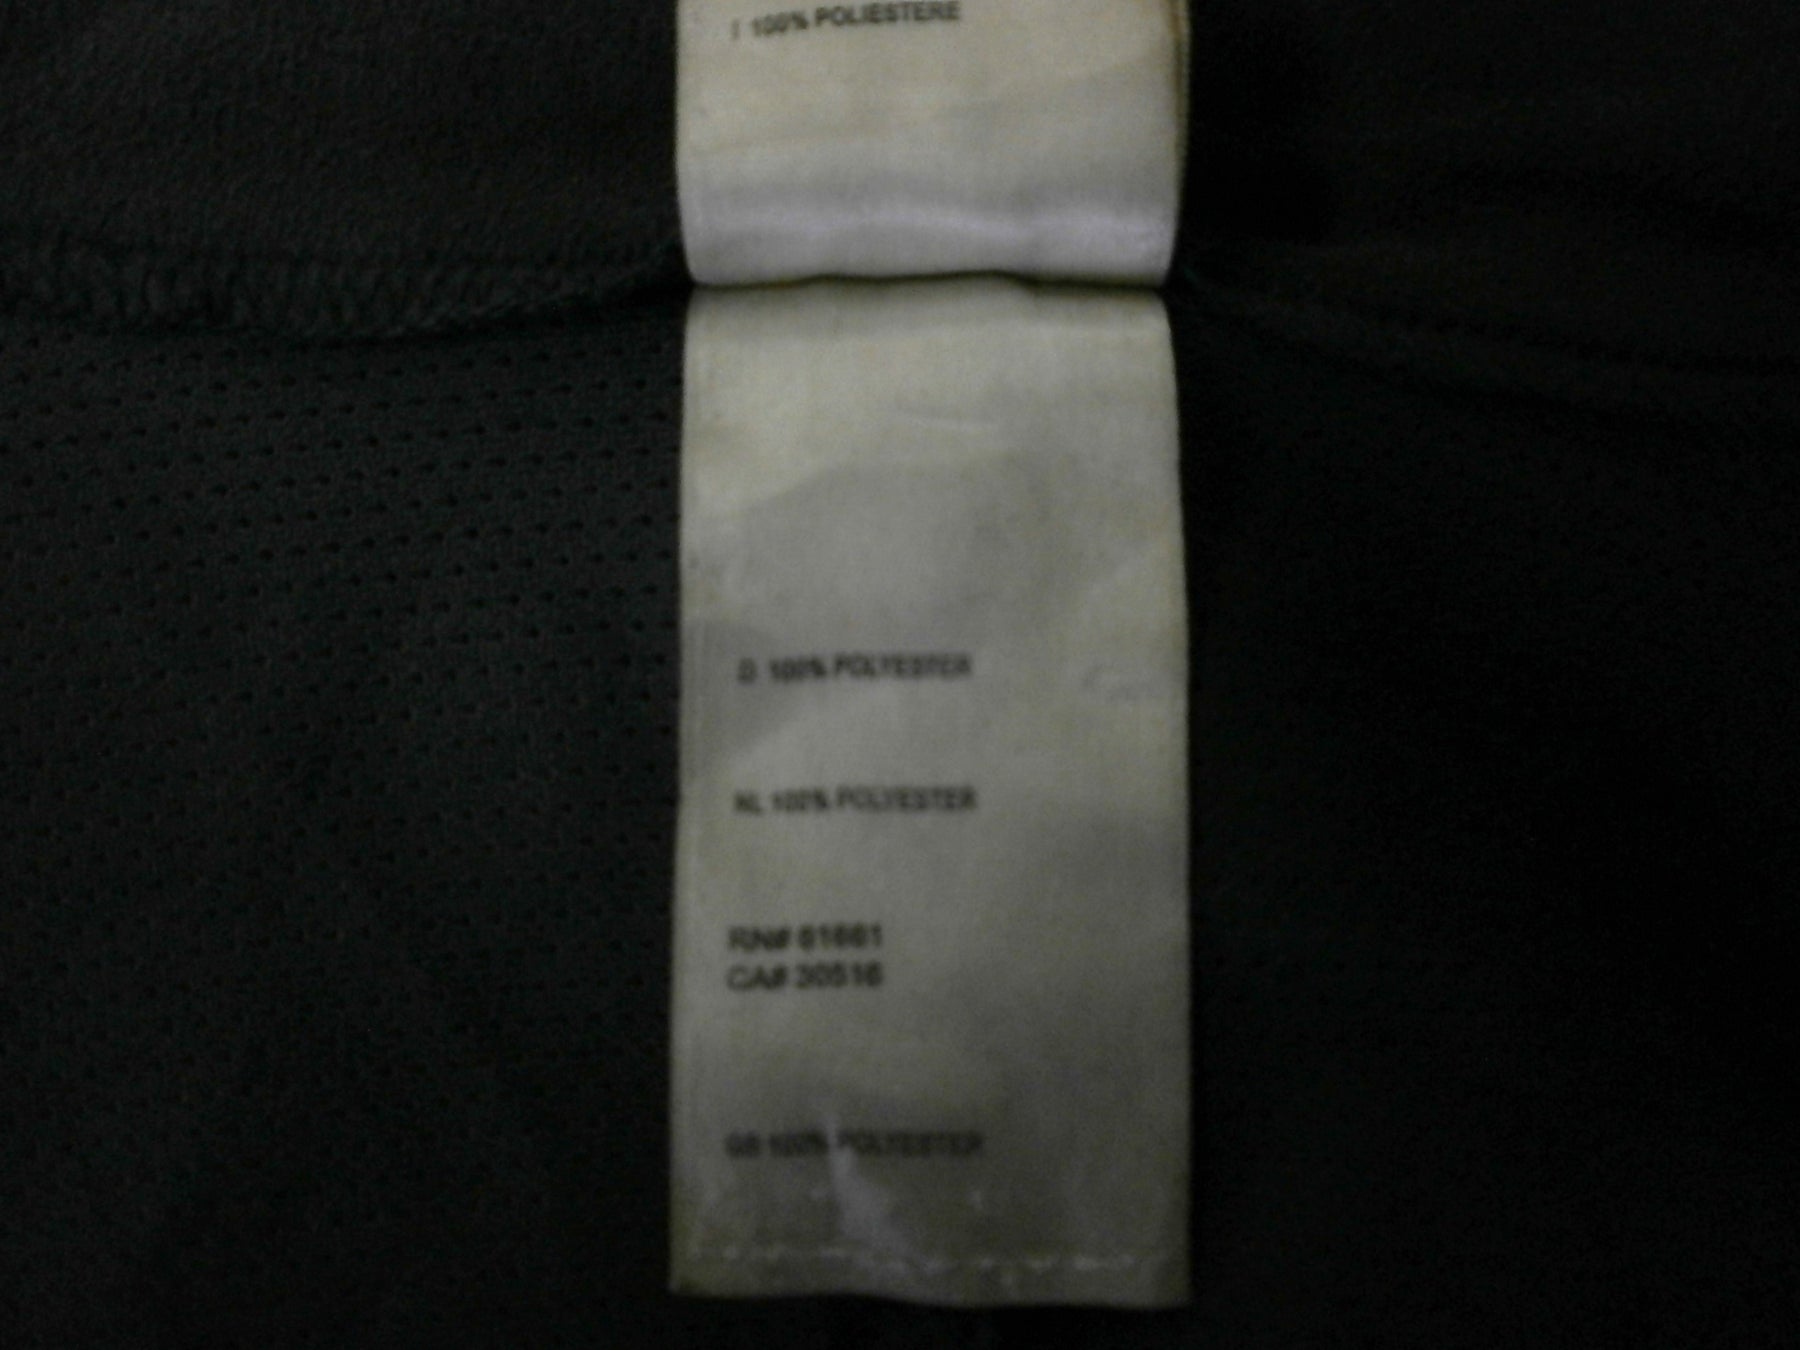 I 100% POLIESTERE
D 100% POLYESTER
NL 100% POLYESTER
RN# 61661
CA# 30516
GB 100% POLYESTER